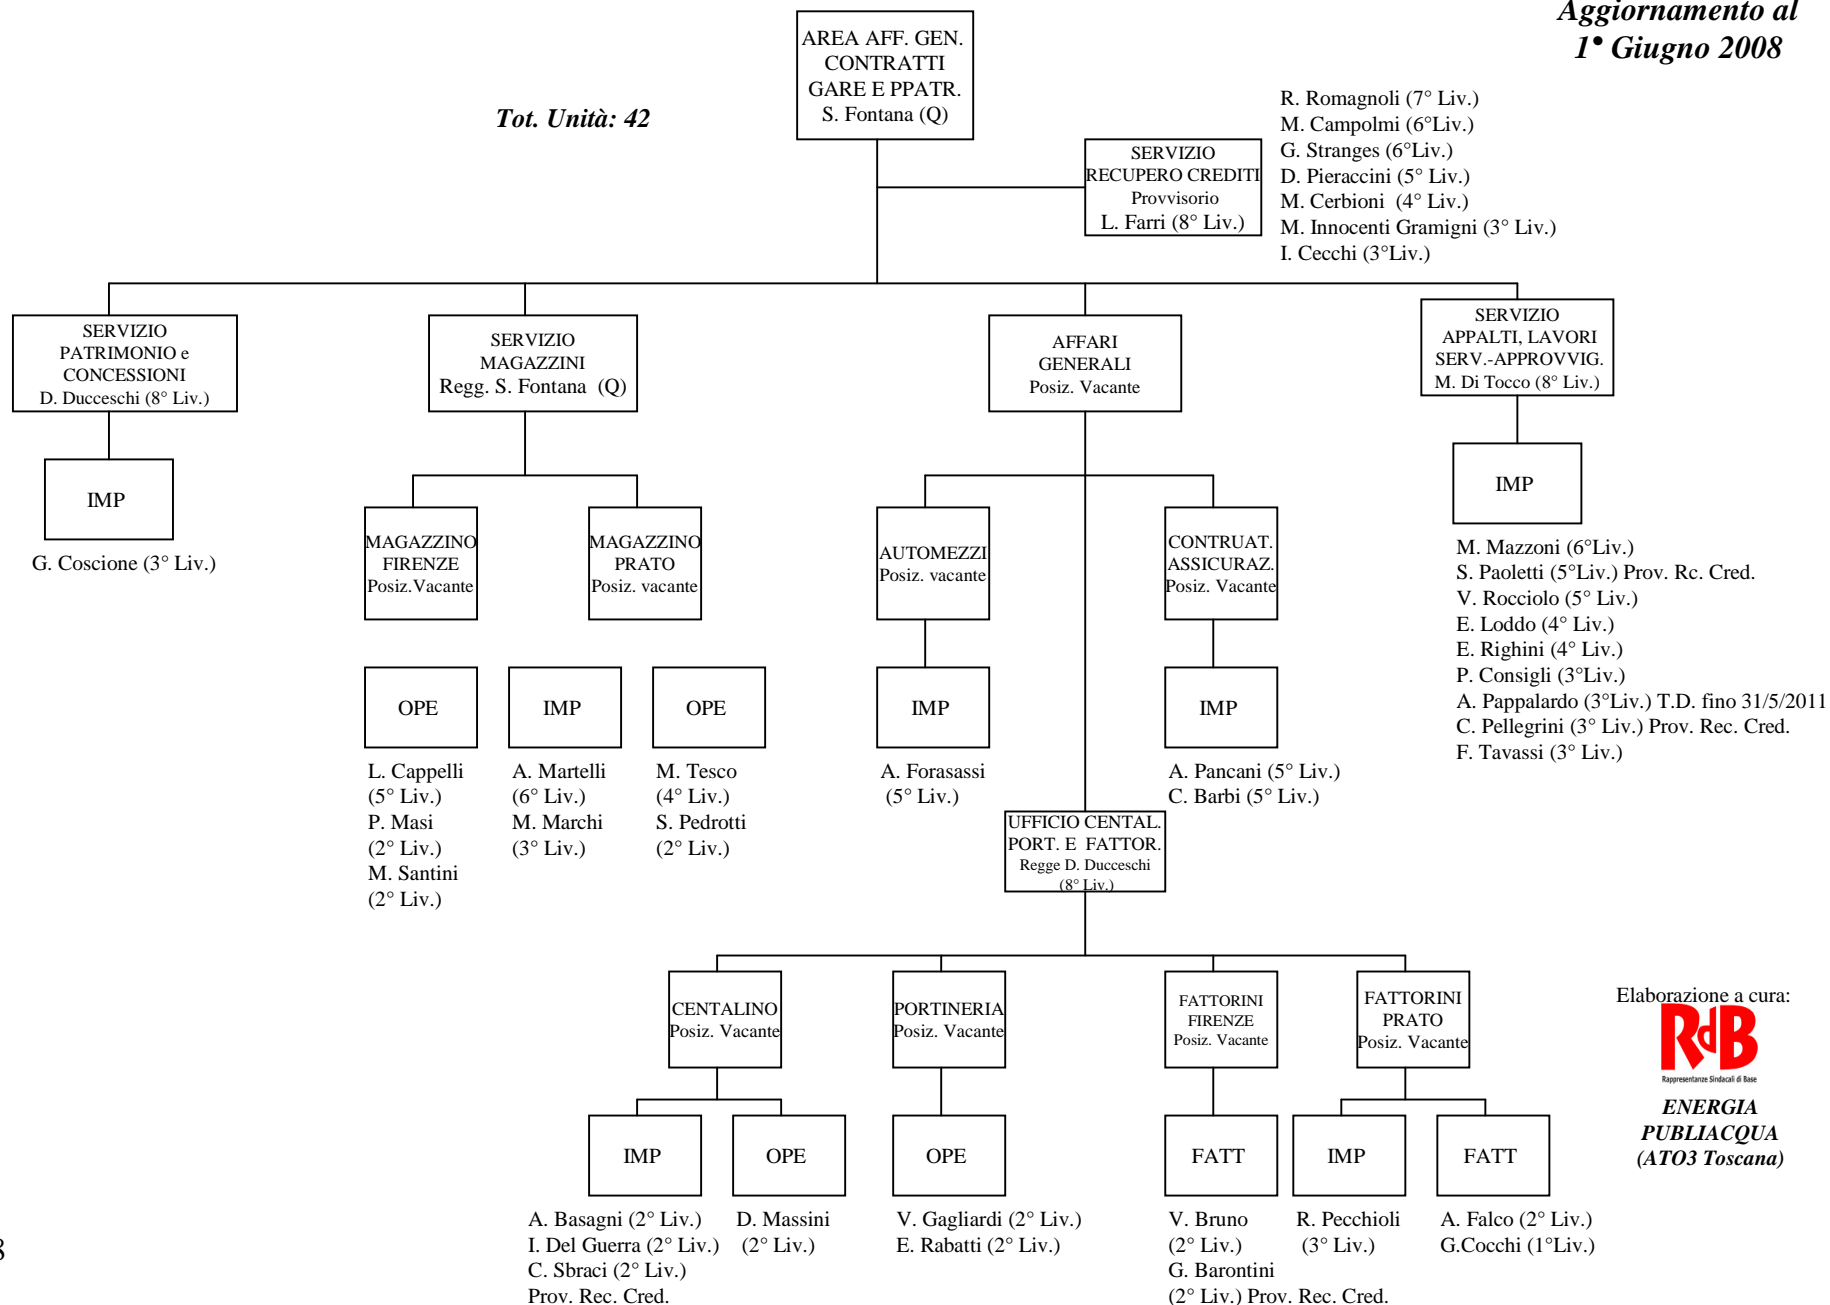 Aggiornamento al
1° Giugno 2008
AREA AFF. GEN.
CONTRATTI
GARE E PPATR.
S. Fontana (Q)
Tot. Unità: 42
SERVIZIO
RECUPERO CREDITI
Provvisorio
L. Farri (8° Liv.)
R. Romagnoli (7° Liv.)
M. Campolmi (6°Liv.)
G. Stranges (6°Liv.)
D. Pieraccini (5° Liv.)
M. Cerbioni (4° Liv.)
M. Innocenti Gramigni (3° Liv.)
I. Cecchi (3°Liv.)
SERVIZIO
PATRIMONIO e
CONCESSIONI
D. Ducceschi (8° Liv.)
SERVIZIO
MAGAZZINI
Regg. S. Fontana (Q)
AFFARI
GENERALI
Posiz. Vacante
SERVIZIO
APPALTI, LAVORI
SERV.-APPROVVIG.
M. Di Tocco (8° Liv.)
IMP
G. Coscione (3° Liv.)
MAGAZZINO
FIRENZE
Posiz.Vacante
MAGAZZINO
PRATO
Posiz. vacante
AUTOMEZZI
Posiz. vacante
CONTRUAT.
ASSICURAZ.
Posiz. Vacante
IMP
M. Mazzoni (6°Liv.)
S. Paoletti (5°Liv.) Prov. Rc. Cred.
V. Rocciolo (5° Liv.)
E. Loddo (4° Liv.)
E. Righini (4° Liv.)
P. Consigli (3°Liv.)
A. Pappalardo (3°Liv.) T.D. fino 31/5/2011
C. Pellegrini (3° Liv.) Prov. Rec. Cred.
F. Tavassi (3° Liv.)
OPE
L. Cappelli
(5° Liv.)
P. Masi
(2° Liv.)
M. Santini
(2° Liv.)
IMP
A. Martelli
(6° Liv.)
M. Marchi
(3° Liv.)
OPE
M. Tesco
(4° Liv.)
S. Pedrotti
(2° Liv.)
IMP
A. Forasassi
(5° Liv.)
IMP
A. Pancani (5° Liv.)
C. Barbi (5° Liv.)
UFFICIO CENTAL.
PORT. E FATTOR.
Regge D. Ducceschi
(8° Liv.)
CENTALINO
Posiz. Vacante
PORTINERIA
Posiz. Vacante
FATTORINI
FIRENZE
Posiz. Vacante
FATTORINI
PRATO
Posiz. Vacante
IMP
A. Basagni (2° Liv.)
I. Del Guerra (2° Liv.)
C. Sbraci (2° Liv.)
Prov. Rec. Cred.
OPE
D. Massini
(2° Liv.)
OPE
V. Gagliardi (2° Liv.)
E. Rabatti (2° Liv.)
FATT
V. Bruno
(2° Liv.)
G. Barontini
(2° Liv.) Prov. Rec. Cred.
IMP
R. Pecchioli
(3° Liv.)
FATT
A. Falco (2° Liv.)
G.Cocchi (1°Liv.)
Elaborazione a cura:
RdB
Rappresentanze Sindacali di Base
ENERGIA
PUBLIACQUA
(ATO3 Toscana)